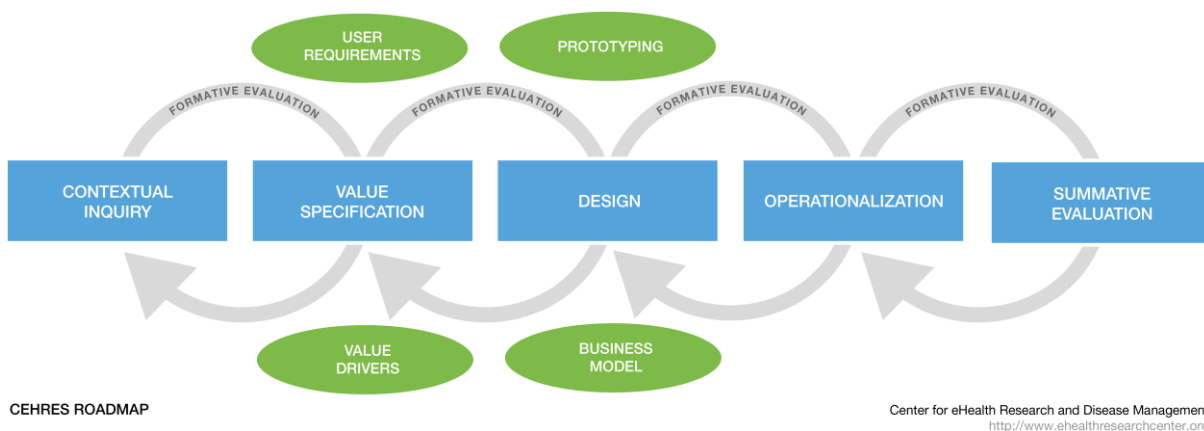 USER
REQUIREMENTS
PROTOTYPING
FORMATIVE EVALUATION
FORMATIVE EVALUATION
FORMATIVE EVALUATION
FORMATIVE EVALUATION
CONTEXTUAL
INQUIRY
VALUE
SPECIFICATION
DESIGN
OPERATIONALIZATION
SUMMATIVE
EVALUATION
VALUE
DRIVERS
BUSINESS
MODEL
CEHRES ROADMAP
Center for eHealth Research and Disease Managemen
http://www.ehealthresearchcenter.or